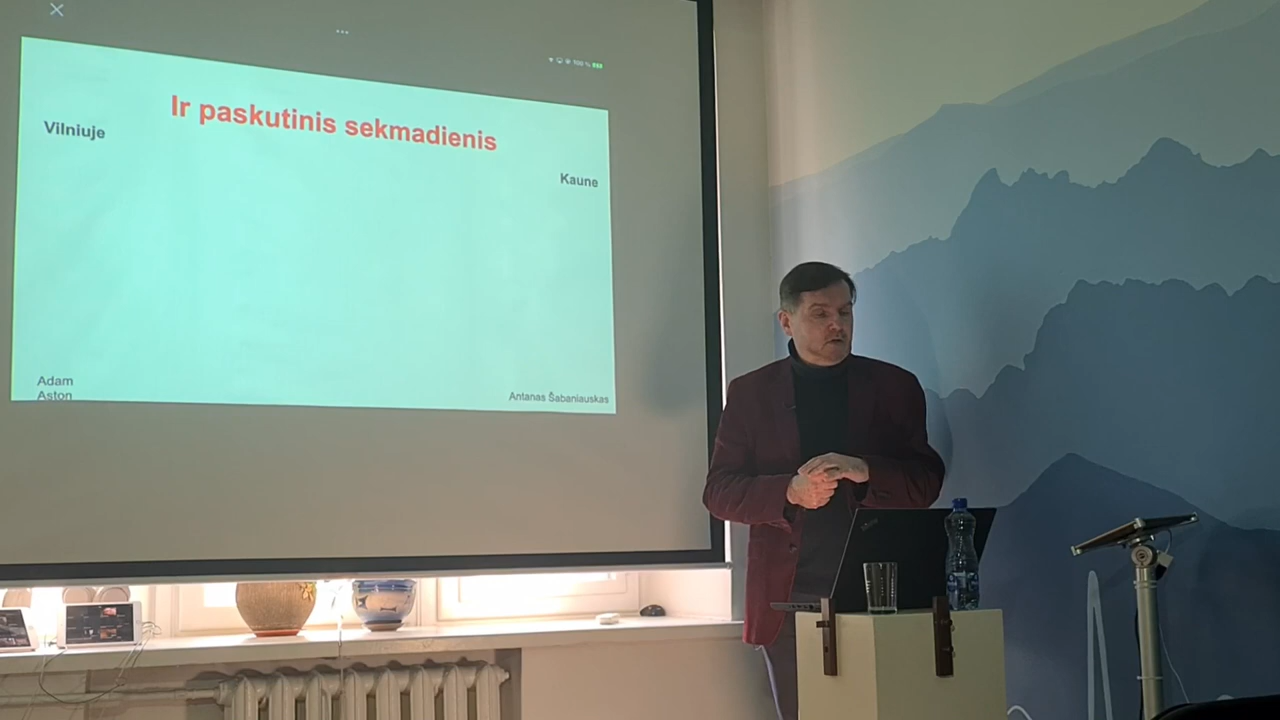 Ir paskutinis sekmadienis
Vilniuje
Kaune
Adam
Aston
Antanas Šabaniauskas